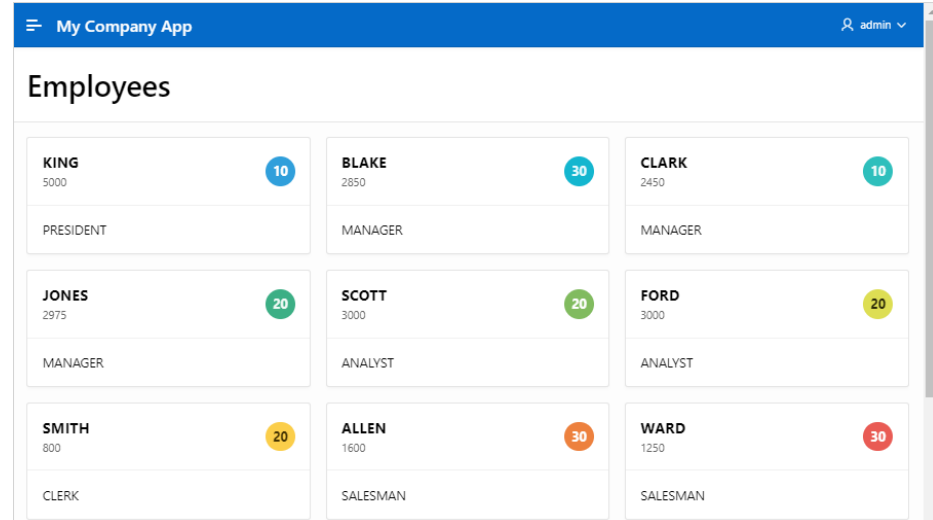 My Company App
admin
Employees
KING
5000
10
PRESIDENT
BLAKE
2850
30
MANAGER
CLARK
2450
10
MANAGER
JONES
2975
20
MANAGER
SCOTT
3000
20
ANALYST
FORD
3000
20
ANALYST
SMITH
800
20
CLERK
ALLEN
1600
30
SALESMAN
WARD
1250
30
SALESMAN